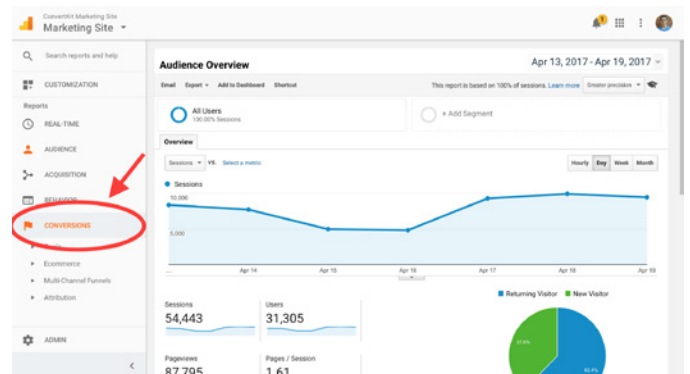 ConvertKit Marketing Site
Marketing Site
Search reports and help
CUSTOMIZATION
Reports
REAL-TIME
AUDIENCE
ACQUISITION
BEHAVIOR
CONVERSIONS
Ecommerce
Multi-Channel Funnels
Attribution
ADMIN
Audience Overview
Apr 13, 2017 - Apr 19, 2017
Email Export Add to Dashboard Shortcut
This report is based on 100% of sessions. Learn more Greater precision
All Users
100.00% Sessions
+ Add Segment
Overview
Sessions VS. Select a metric
Hourly Day Week Month
Sessions
10,000
5,000
... Apr 14 Apr 15 Apr 16 Apr 17 Apr 18 Apr 19
Returning Visitor New Visitor
Sessions
54,443
Users
31,305
Pageviews
87,795
Pages / Session
1.61